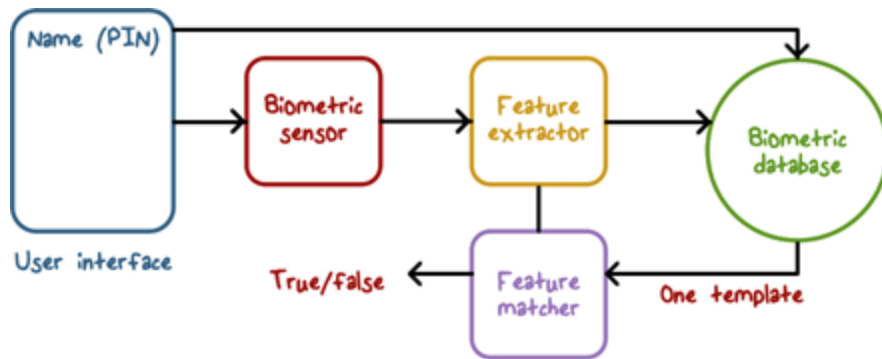 Name (PIN)
Biometric
sensor
Feature
extractor
Biometric
database
User interface
True/false
Feature
matcher
One template